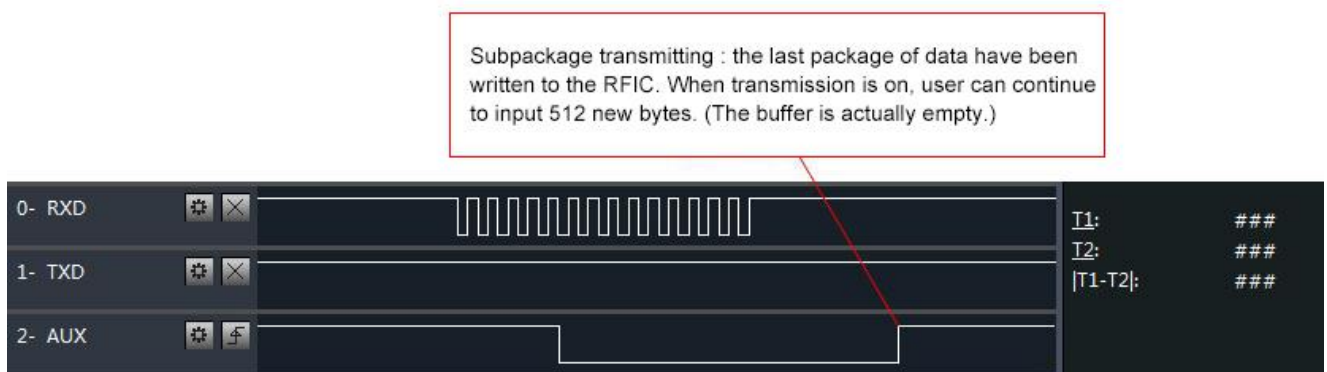 Subpackage transmitting : the last package of data have been
written to the RFIC. When transmission is on, user can continue
to input 512 new bytes. (The buffer is actually empty.)
0- RXD
T1: ###
1- TXD
T2: ###
|T1-T2|: ###
2- AUX